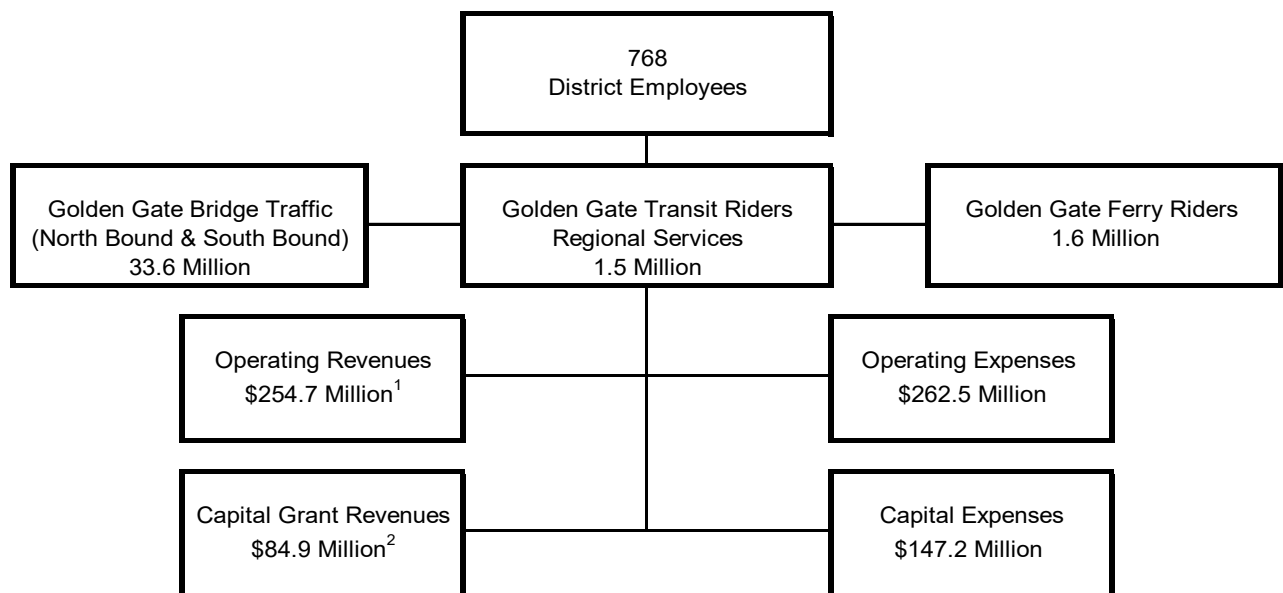 768
District Employees
Golden Gate Bridge Traffic
(North Bound & South Bound)
33.6 Million
Golden Gate Transit Riders
Regional Services
1.5 Million
Golden Gate Ferry Riders
1.6 Million
Operating Revenues
$254.7 Million¹
Operating Expenses
$262.5 Million
Capital Grant Revenues
$84.9 Million²
Capital Expenses
$147.2 Million